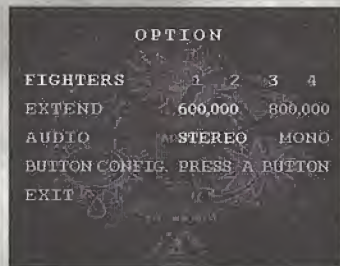 OPTION
FIGHTERS 1 2 3 4
EXTEND 600,000 800,000
AUDIO STEREO MONO
BUTTON CONFIG. PRESS A BUTTON
EXIT